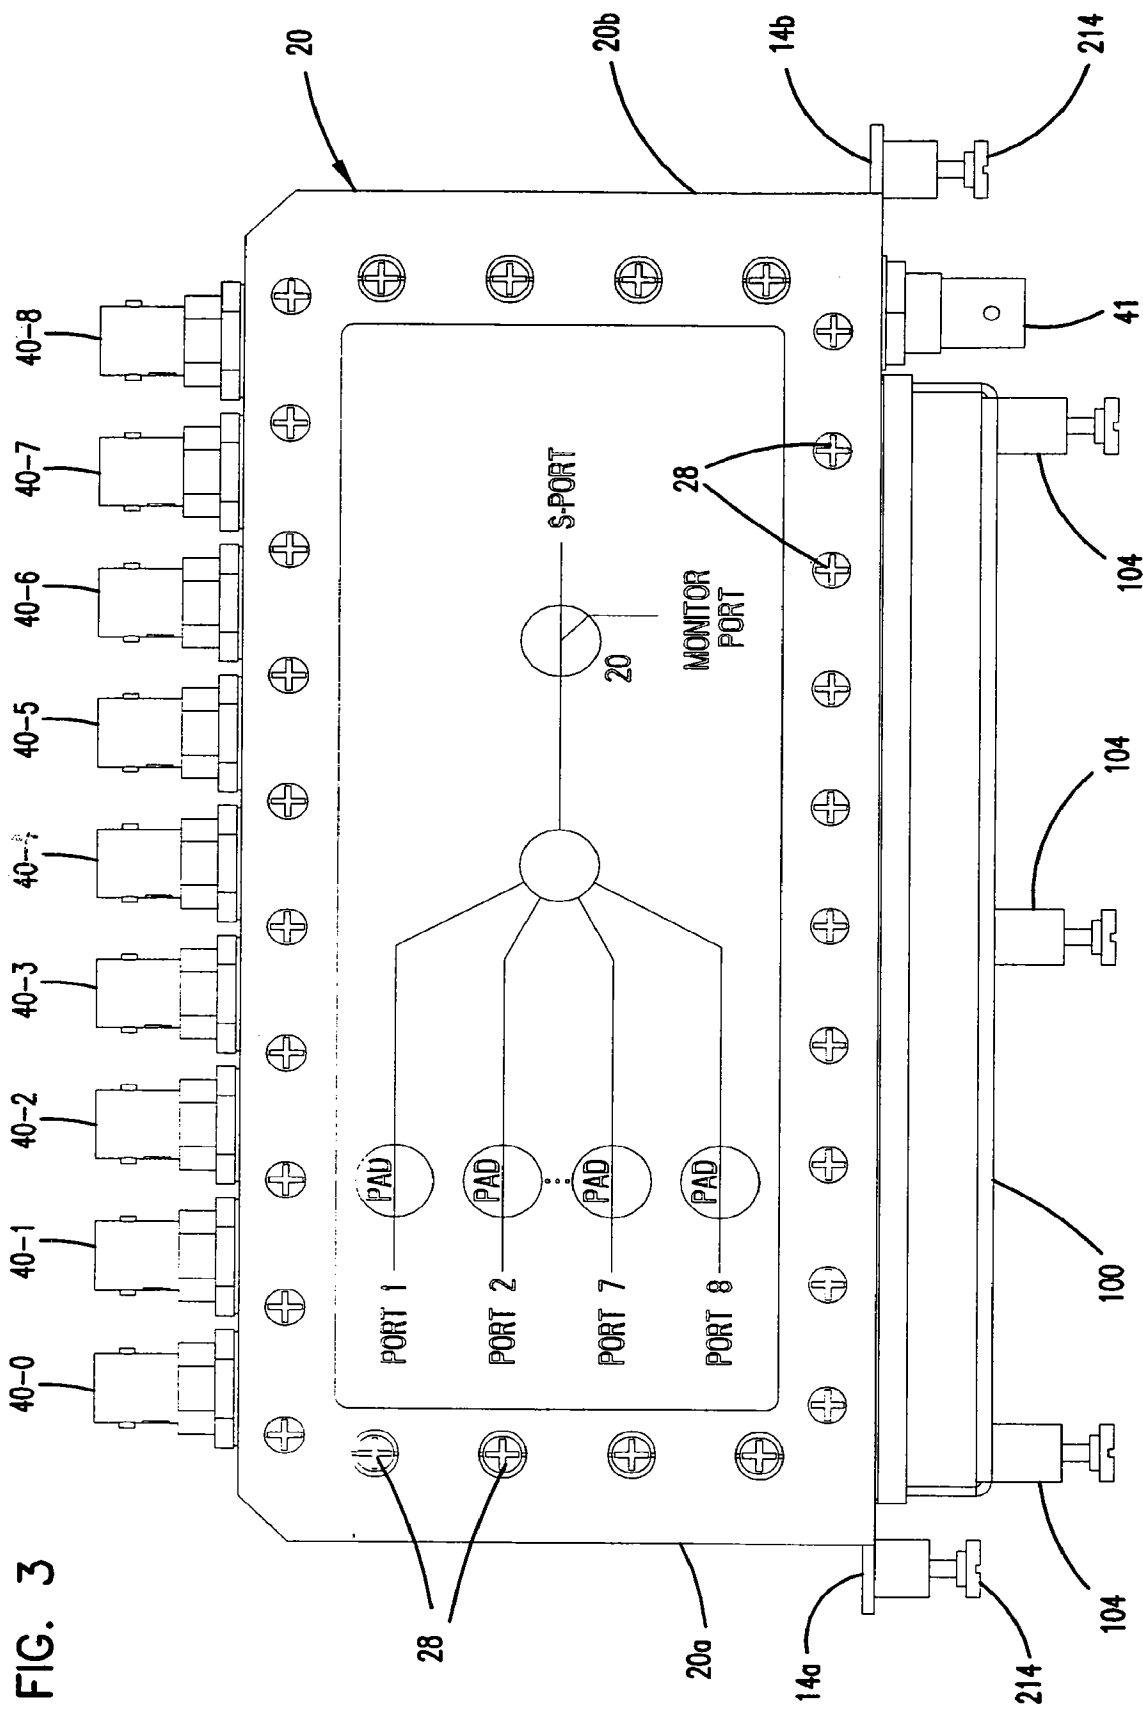 FIG. 3
40-0
40-1
40-2
40-3
40-5
40-6
40-7
40-8
20
20b
14b
214
41
104
104
104
100
214
14a
20a
28
28
PORT 1
PORT 2
PORT 7
PORT 8
PAD
PAD
PAD
PAD
20
S-PORT
MONITOR
PORT